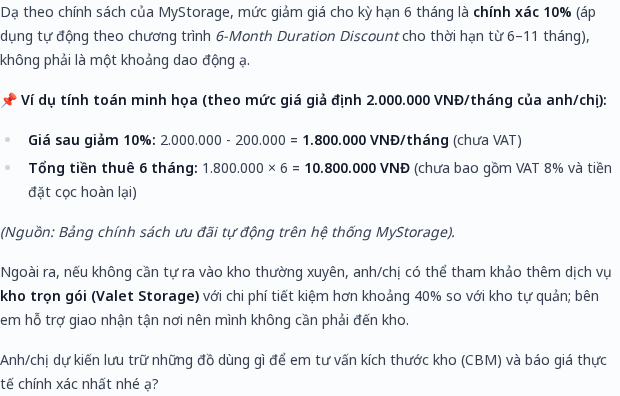 Dạ theo chính sách của MyStorage, mức giảm giá cho kỳ hạn 6 tháng là chính xác 10% (áp
dụng tự động theo chương trình 6-Month Duration Discount cho thời hạn từ 6–11 tháng),
không phải là một khoảng dao động ạ.
📌 Ví dụ tính toán minh họa (theo mức giá giả định 2.000.000 VNĐ/tháng của anh/chị):
• Giá sau giảm 10%: 2.000.000 - 200.000 = 1.800.000 VNĐ/tháng (chưa VAT)
• Tổng tiền thuê 6 tháng: 1.800.000 × 6 = 10.800.000 VNĐ (chưa bao gồm VAT 8% và tiền
đặt cọc hoàn lại)
(Nguồn: Bảng chính sách ưu đãi tự động trên hệ thống MyStorage).
Ngoài ra, nếu không cần tự ra vào kho thường xuyên, anh/chị có thể tham khảo thêm dịch vụ
kho trọn gói (Valet Storage) với chi phí tiết kiệm hơn khoảng 40% so với kho tự quản; bên
em hỗ trợ giao nhận tận nơi nên mình không cần phải đến kho.
Anh/chị dự kiến lưu trữ những đồ dùng gì để em tư vấn kích thước kho (CBM) và báo giá thực
tế chính xác nhất nhé ạ?